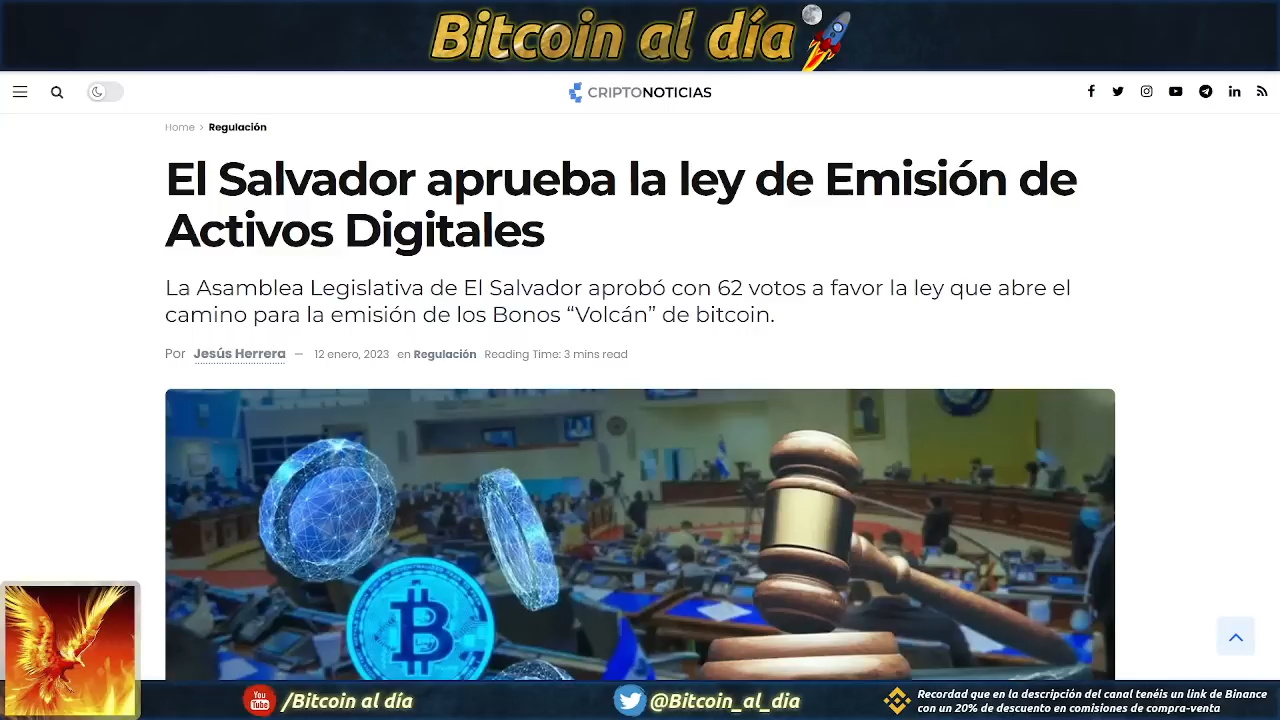 Bitcoin al día
CRIPTONOTICIAS
Home > Regulación
El Salvador aprueba la ley de Emisión de
Activos Digitales
La Asamblea Legislativa de El Salvador aprobó con 62 votos a favor la ley que abre el
camino para la emisión de los Bonos “Volcán” de bitcoin.
Por Jesús Herrera — 12 enero, 2023 en Regulación Reading Time: 3 mins read
You
Tube
/Bitcoin al día
@Bitcoin_al_dia
Recordad que en la descripción del canal tenéis un link de Binance
con un 20% de descuento en comisiones de compra-venta